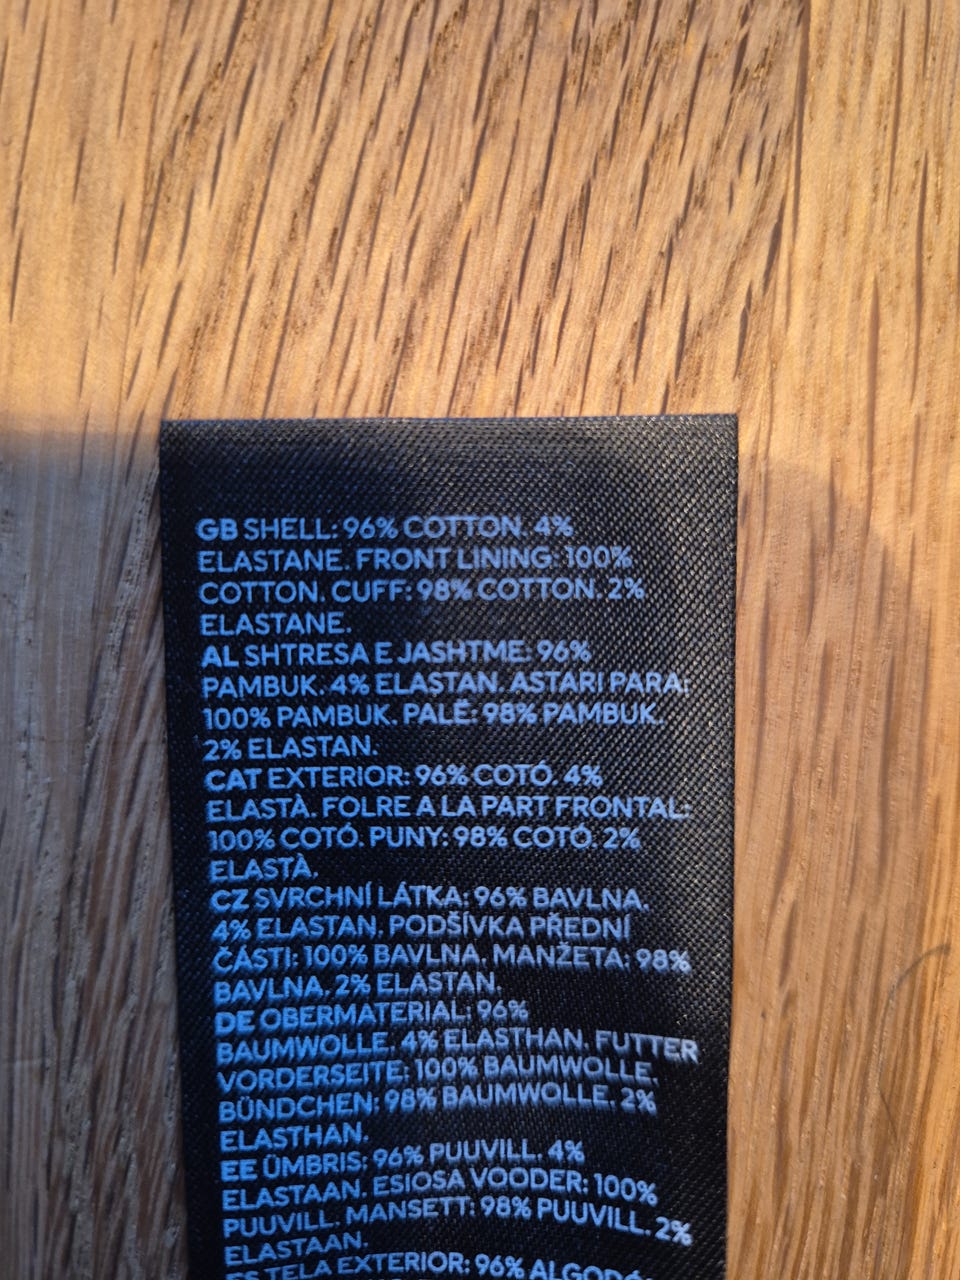 GB SHELL: 96% COTTON. 4%
ELASTANE. FRONT LINING: 100%
COTTON. CUFF: 98% COTTON. 2%
ELASTANE.
AL SHTRESA E JASHTME: 96%
PAMBUK. 4% ELASTAN. ASTARI PARA:
100% PAMBUK. PALË: 98% PAMBUK.
2% ELASTAN.
CAT EXTERIOR: 96% COTÓ. 4%
ELASTÀ. FOLRE A LA PART FRONTAL:
100% COTÓ. PUNY: 98% COTÓ. 2%
ELASTÀ.
CZ SVRCHNÍ LÁTKA: 96% BAVLNA.
4% ELASTAN. PODŠÍVKA PŘEDNÍ
ČÁSTI: 100% BAVLNA. MANŽETA: 98%
BAVLNA. 2% ELASTAN.
DE OBERMATERIAL: 96%
BAUMWOLLE. 4% ELASTHAN. FUTTER
VORDERSEITE: 100% BAUMWOLLE.
BÜNDCHEN: 98% BAUMWOLLE. 2%
ELASTHAN.
EE ÜMBRIS: 96% PUUVILL. 4%
ELASTAAN. ESIOSA VOODER: 100%
PUUVILL. MANSETT: 98% PUUVILL. 2%
ELASTAAN.
ES TELA EXTERIOR: 96% ALGODÓN.